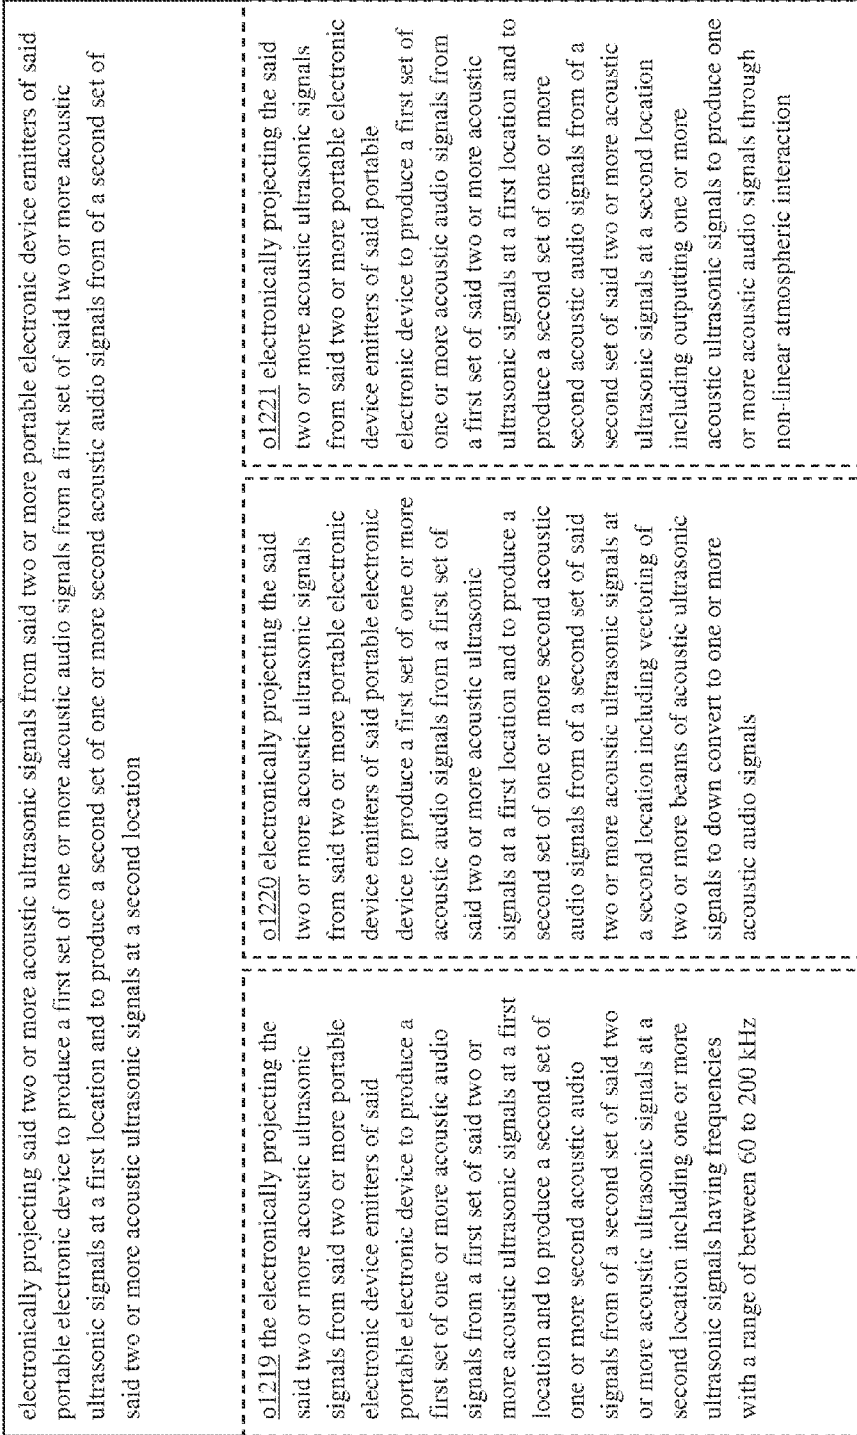 electronically projecting said two or more acoustic ultrasonic signals from said two or more portable electronic device emitters of said
portable electronic device to produce a first set of one or more acoustic audio signals from a first set of said two or more acoustic
ultrasonic signals at a first location and to produce a second set of one or more second acoustic audio signals from of a second set of
said two or more acoustic ultrasonic signals at a second location
o1219 the electronically projecting the
said two or more acoustic ultrasonic
signals from said two or more portable
electronic device emitters of said
portable electronic device to produce a
first set of one or more acoustic audio
signals from a first set of said two or
more acoustic ultrasonic signals at a first
location and to produce a second set of
one or more second acoustic audio
signals from of a second set of said two
or more acoustic ultrasonic signals at a
second location including one or more
ultrasonic signals having frequencies
with a range of between 60 to 200 kHz
o1220 electronically projecting the said
two or more acoustic ultrasonic signals
from said two or more portable electronic
device emitters of said portable electronic
device to produce a first set of one or more
acoustic audio signals from a first set of
said two or more acoustic ultrasonic
signals at a first location and to produce a
second set of one or more second acoustic
audio signals from of a second set of said
two or more acoustic ultrasonic signals at
a second location including vectoring of
two or more beams of acoustic ultrasonic
signals to down convert to one or more
acoustic audio signals
o1221 electronically projecting the said
two or more acoustic ultrasonic signals
from said two or more portable electronic
device emitters of said portable
electronic device to produce a first set of
one or more acoustic audio signals from
a first set of said two or more acoustic
ultrasonic signals at a first location and to
produce a second set of one or more
second acoustic audio signals from of a
second set of said two or more acoustic
ultrasonic signals at a second location
including outputting one or more
acoustic ultrasonic signals to produce one
or more acoustic audio signals through
non-linear atmospheric interaction